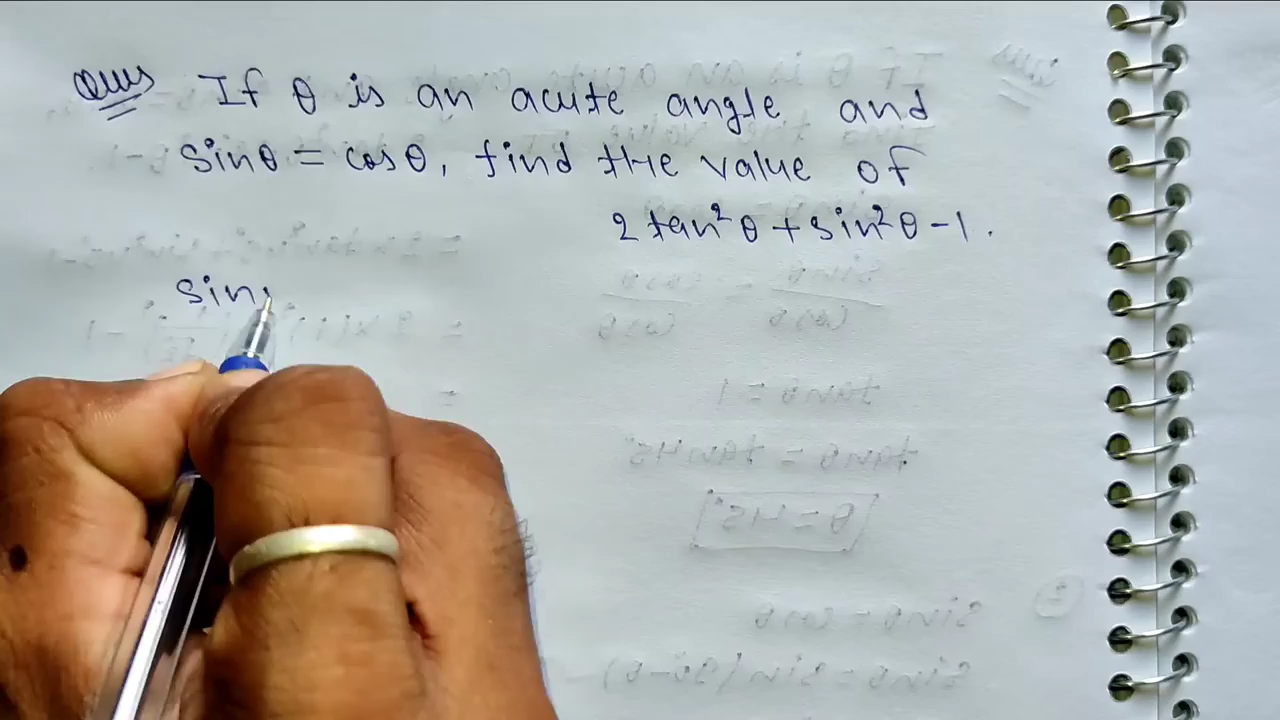 Ques If θ is an acute angle and
sinθ = cosθ, find the value of
2 tan²θ + sin²θ - 1.
sin